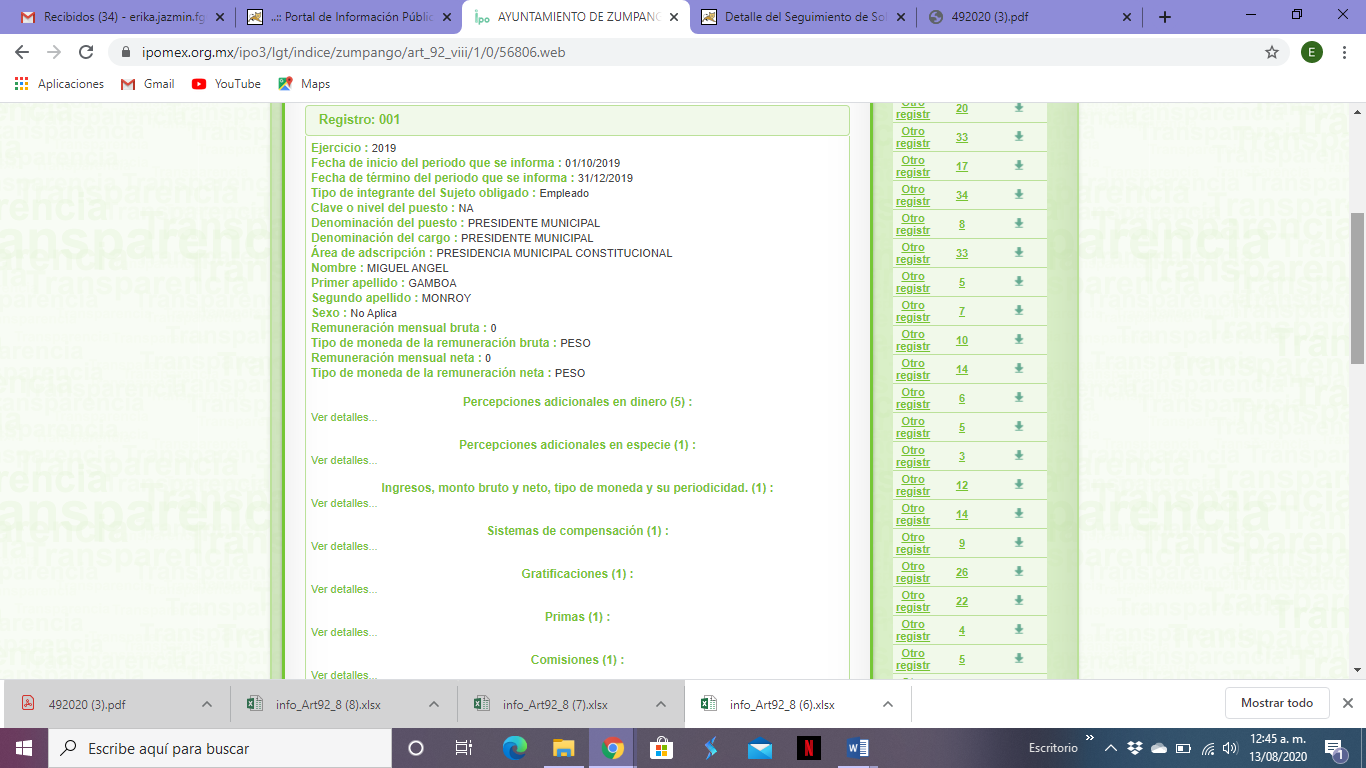 Recibidos (34) - erika.jazmin.fg
..:: Portal de Información Públic
AYUNTAMIENTO DE ZUMPANG
Detalle del Seguimiento de Sol
492020 (3).pdf
ipomex.org.mx/ipo3/lgt/indice/zumpango/art_92_viii/1/0/56806.web
E
Aplicaciones
Gmail
YouTube
Maps
Registro: 001
Ejercicio : 2019
Fecha de inicio del periodo que se informa : 01/10/2019
Fecha de término del periodo que se informa : 31/12/2019
Tipo de integrante del Sujeto obligado : Empleado
Clave o nivel del puesto : NA
Denominación del puesto : PRESIDENTE MUNICIPAL
Denominación del cargo : PRESIDENTE MUNICIPAL
Área de adscripción : PRESIDENCIA MUNICIPAL CONSTITUCIONAL
Nombre : MIGUEL ANGEL
Primer apellido : GAMBOA
Segundo apellido : MONROY
Sexo : No Aplica
Remuneración mensual bruta : 0
Tipo de moneda de la remuneración bruta : PESO
Remuneración mensual neta : 0
Tipo de moneda de la remuneración neta : PESO
Percepciones adicionales en dinero (5) :
Ver detalles...
Percepciones adicionales en especie (1) :
Ver detalles...
Ingresos, monto bruto y neto, tipo de moneda y su periodicidad. (1) :
Ver detalles...
Sistemas de compensación (1) :
Ver detalles...
Gratificaciones (1) :
Ver detalles...
Primas (1) :
Ver detalles...
Comisiones (1) :
Ver detalles...
Otro
registr 20
Otro
registr 33
Otro
registr 17
Otro
registr 34
Otro
registr 8
Otro
registr 33
Otro
registr 5
Otro
registr 7
Otro
registr 10
Otro
registr 14
Otro
registr 6
Otro
registr 5
Otro
registr 3
Otro
registr 12
Otro
registr 14
Otro
registr 9
Otro
registr 26
Otro
registr 22
Otro
registr 4
Otro
registr 5
492020 (3).pdf
info_Art92_8 (8).xlsx
info_Art92_8 (7).xlsx
info_Art92_8 (6).xlsx
Mostrar todo
Escribe aquí para buscar
Escritorio
12:45 a. m.
13/08/2020
1